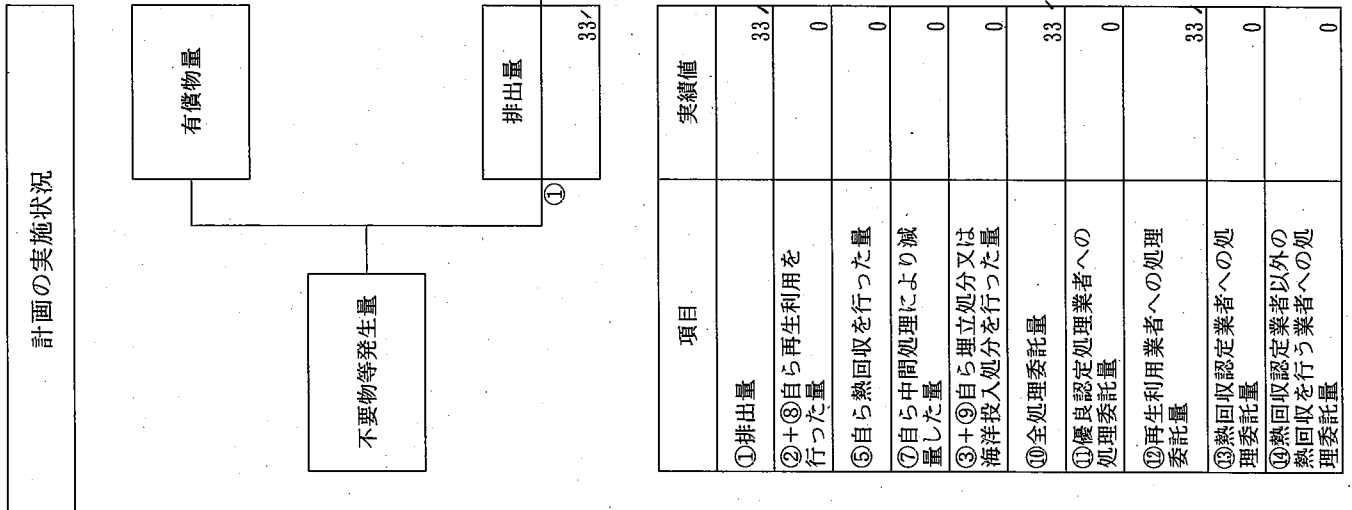 計画の実施状況
有償物量
不要物等発生量
排出量
①
33
項目
実績値
①排出量
33
②+⑧自ら再生利用を
行った量
0
⑤自ら熱回収を行った量
0
⑦自ら中間処理により減
量した量
0
③+⑨自ら埋立処分又は
海洋投入処分を行った量
0
⑩全処理委託量
33
⑪優良認定処理業者への
処理委託量
0
⑫再生利用業者への処理
委託量
33
⑬熱回収認定業者への処
理委託量
0
⑭熱回収認定業者以外の
熱回収を行う業者への処
理委託量
0